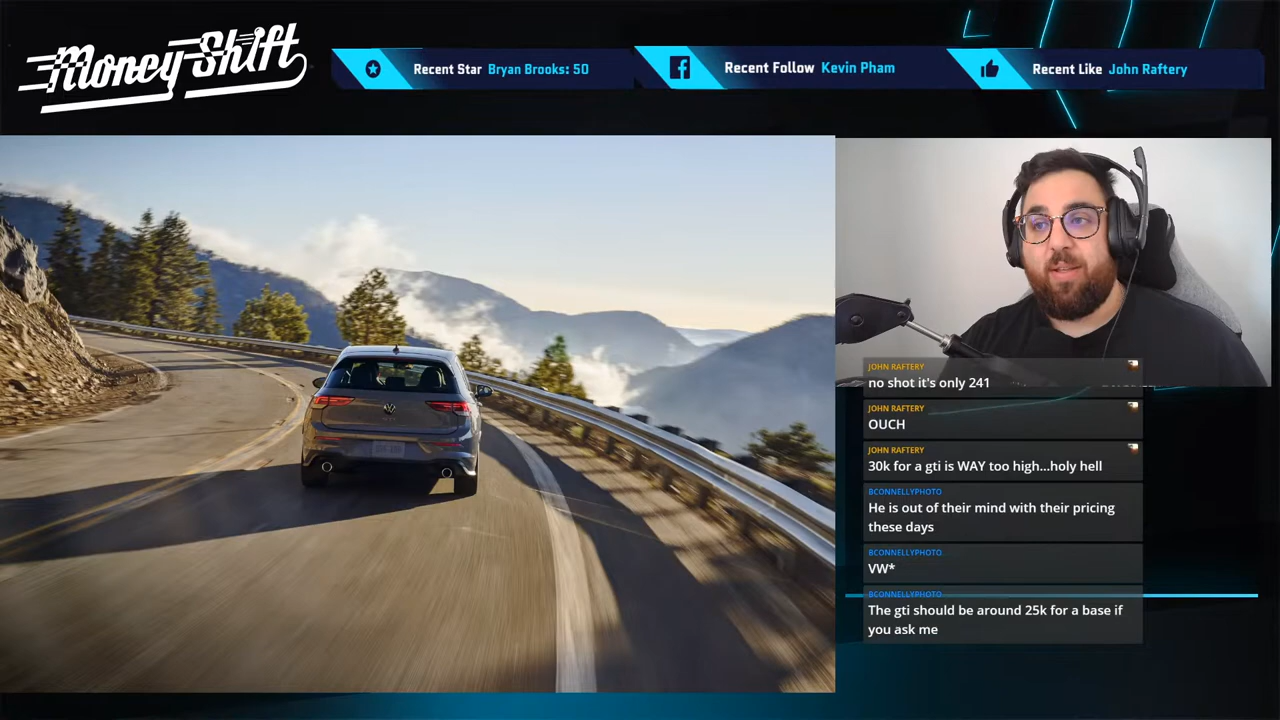 Money Shift
Recent Star Bryan Brooks: 50
Recent Follow Kevin Pham
Recent Like John Raftery
JOHN RAFTERY
no shot it's only 241
JOHN RAFTERY
OUCH
JOHN RAFTERY
30k for a gti is WAY too high...holy hell
BCONNELLYPHOTO
He is out of their mind with their pricing
these days
BCONNELLYPHOTO
VW*
BCONNELLYPHOTO
The gti should be around 25k for a base if
you ask me